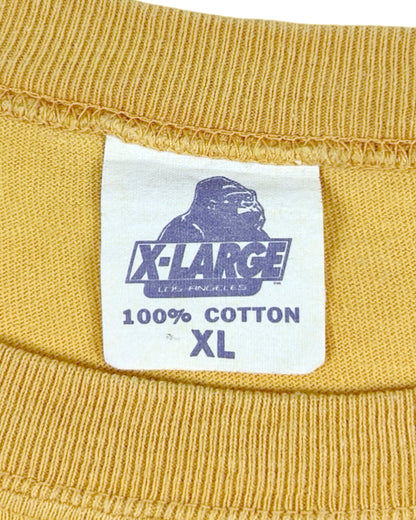 X-LARGE
LOS ANGELES
100% COTTON
XL